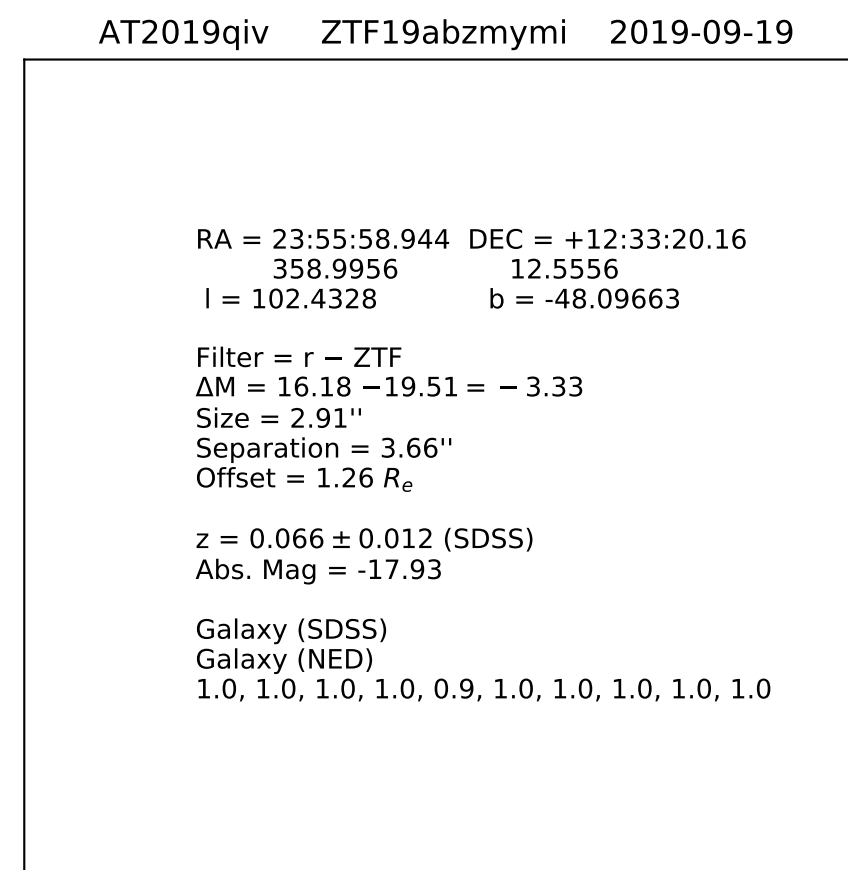 AT2019qiv ZTF19abzmymi 2019-09-19
RA = 23:55:58.944 DEC = +12:33:20.16
358.9956 12.5556
l = 102.4328 b = -48.09663
Filter = r − ZTF
ΔM = 16.18 −19.51 = − 3.33
Size = 2.91''
Separation = 3.66''
Offset = 1.26 Rₑ
z = 0.066 ± 0.012 (SDSS)
Abs. Mag = -17.93
Galaxy (SDSS)
Galaxy (NED)
1.0, 1.0, 1.0, 1.0, 0.9, 1.0, 1.0, 1.0, 1.0, 1.0